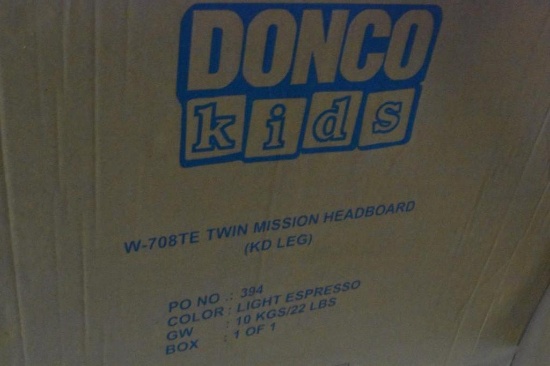 DONCO
kids
W-708TE TWIN MISSION HEADBOARD
(KD LEG)
PO NO .: 394
COLOR : LIGHT ESPRESSO
GW : 10 KGS/22 LBS
BOX : 1 OF 1